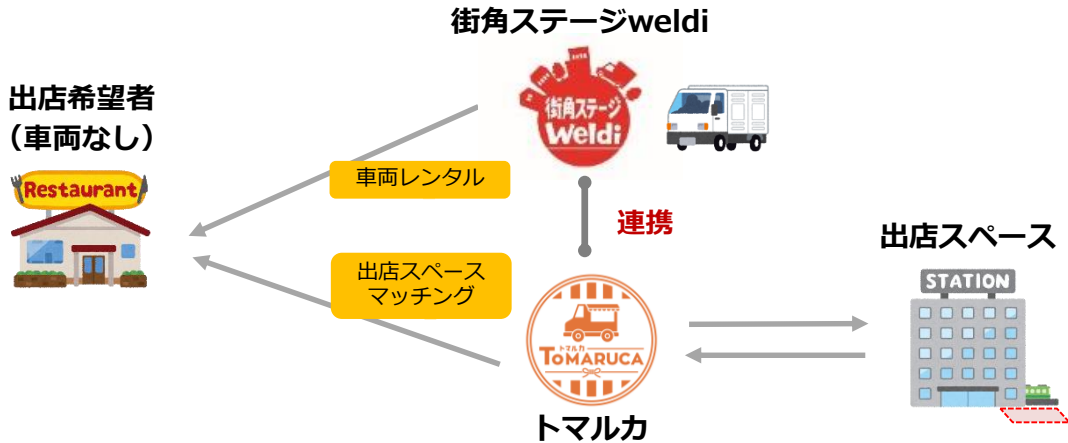 街角ステージweldi
出店希望者
（車両なし）
街角ステージ
Weldi
Restaurant
車両レンタル
連携
出店スペース
出店スペース
マッチング
STATION
トマルカ
TOMARUCA
トマルカ